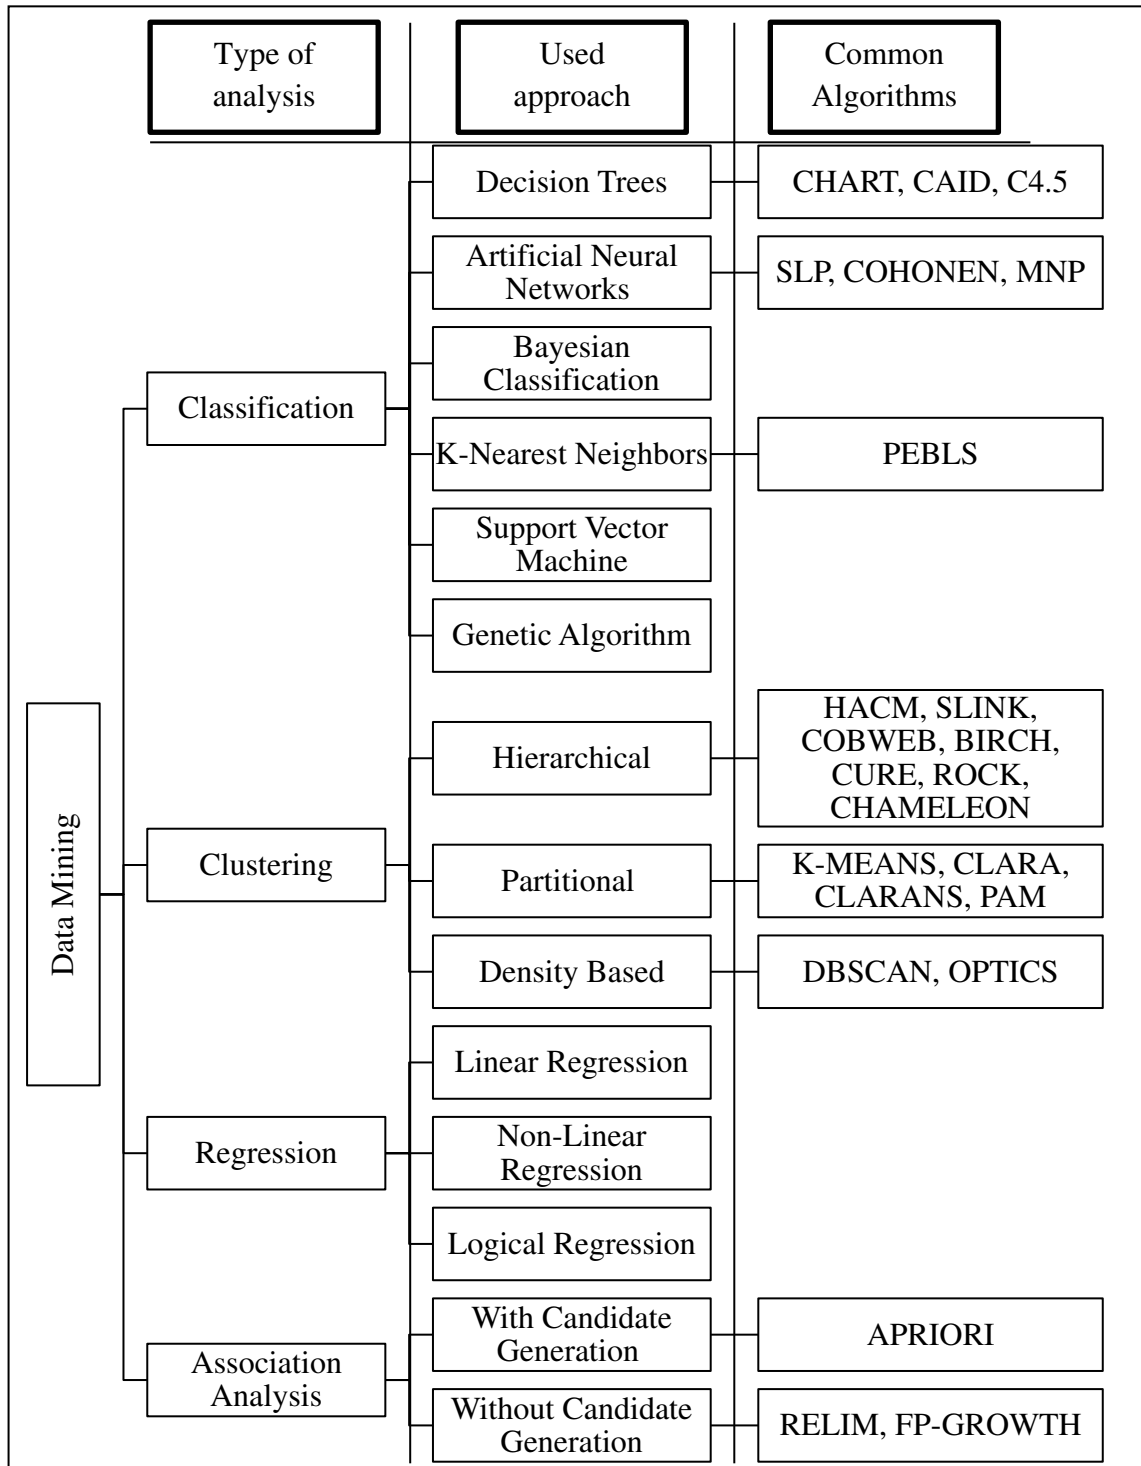 Type of
analysis
Used
approach
Common
Algorithms
Decision Trees
CHART, CAID, C4.5
Artificial Neural
Networks
SLP, COHONEN, MNP
Bayesian
Classification
Classification
K-Nearest Neighbors
PEBLS
Support Vector
Machine
Genetic Algorithm
Hierarchical
HACM, SLINK,
COBWEB, BIRCH,
CURE, ROCK,
CHAMELEON
Data Mining
Clustering
Partitional
K-MEANS, CLARA,
CLARANS, PAM
Density Based
DBSCAN, OPTICS
Linear Regression
Regression
Non-Linear
Regression
Logical Regression
Association
Analysis
With Candidate
Generation
APRIORI
Without Candidate
Generation
RELIM, FP-GROWTH